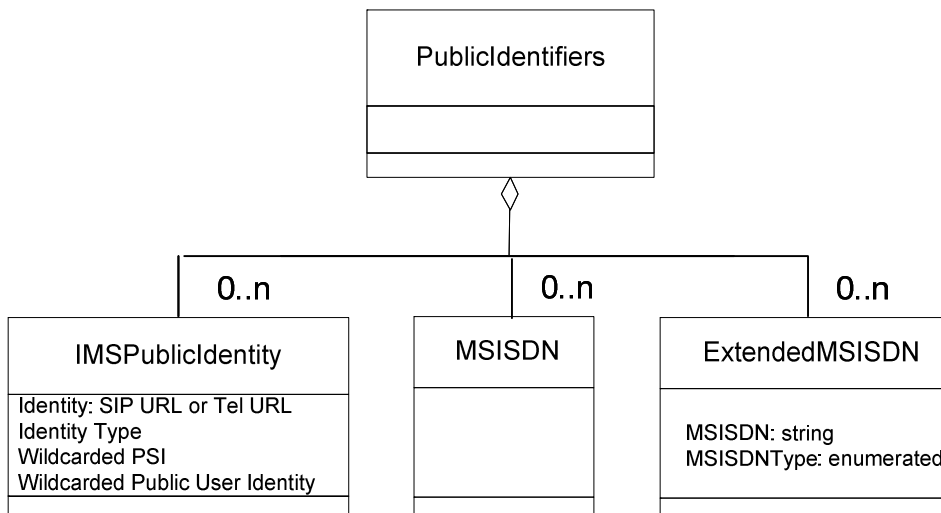 PublicIdentifiers
0..n
0..n
0..n
IMSPublicIdentity
MSISDN
ExtendedMSISDN
Identity: SIP URL or Tel URL
Identity Type
Wildcarded PSI
Wildcarded Public User Identity
MSISDN: string
MSISDNType: enumerated